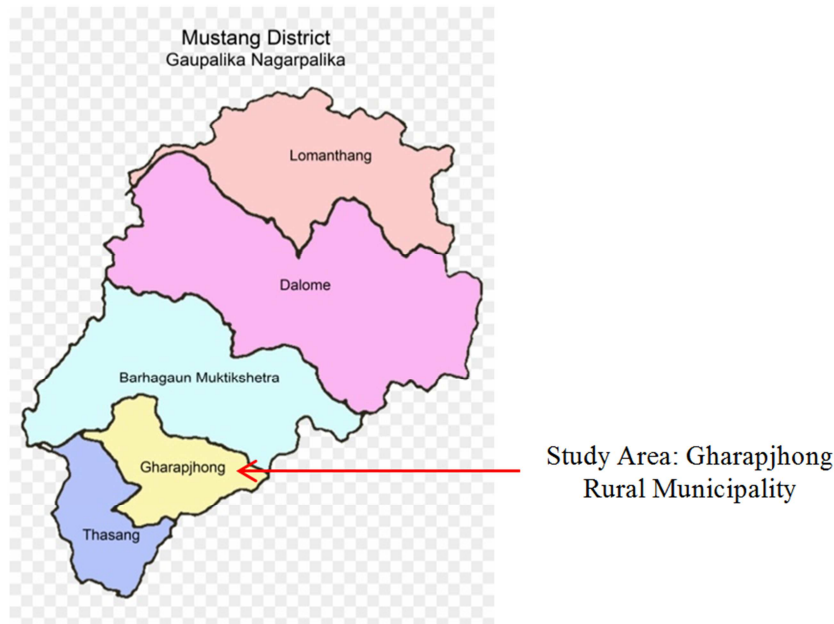 Mustang District
Gaupalika Nagarpalika
Lomanthang
Dalome
Barhagaun Muktikshetra
Gharapjhong
Thasang
Study Area: Gharapjhong
Rural Municipality